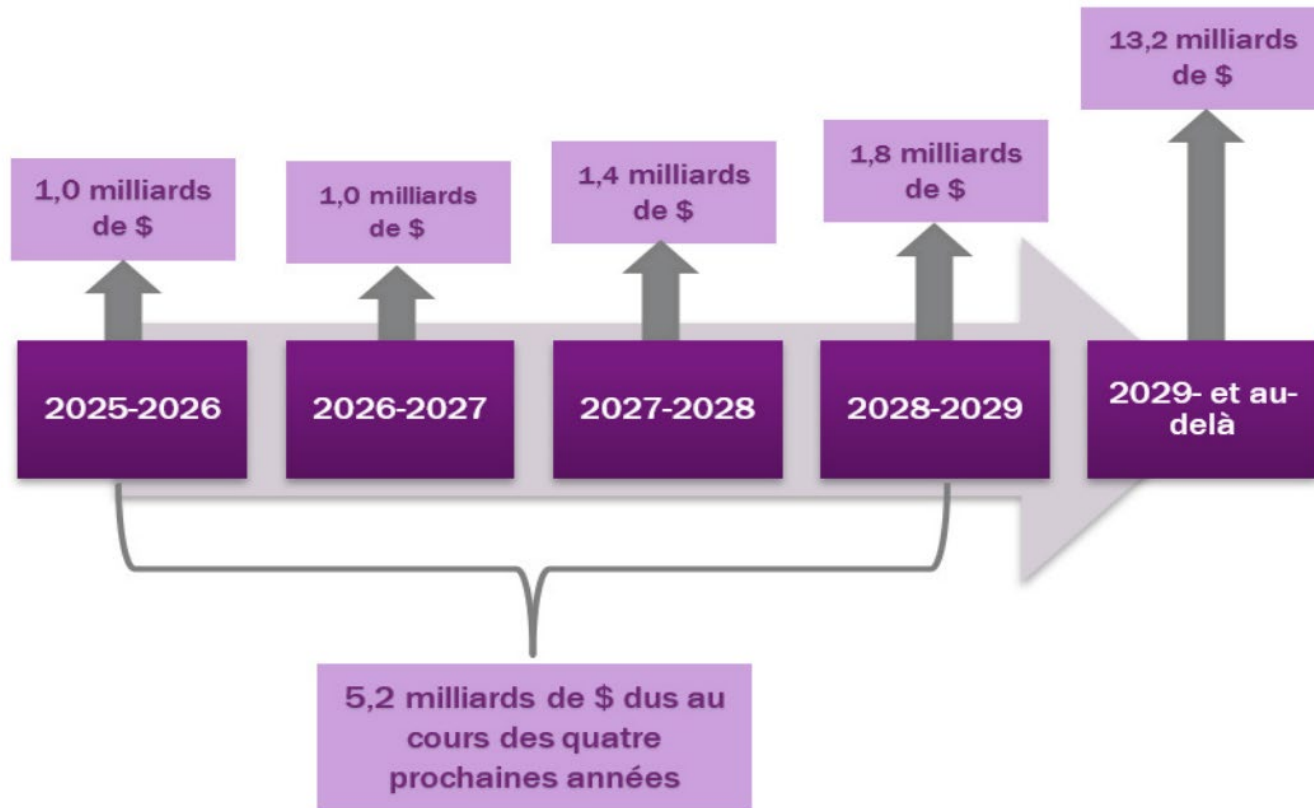 13,2 milliards
de $
1,8 milliards
de $
1,4 milliards
de $
1,0 milliards
de $
1,0 milliards
de $
2025-2026
2026-2027
2027-2028
2028-2029
2029- et au-
delà
5,2 milliards de $ dus au
cours des quatre
prochaines années